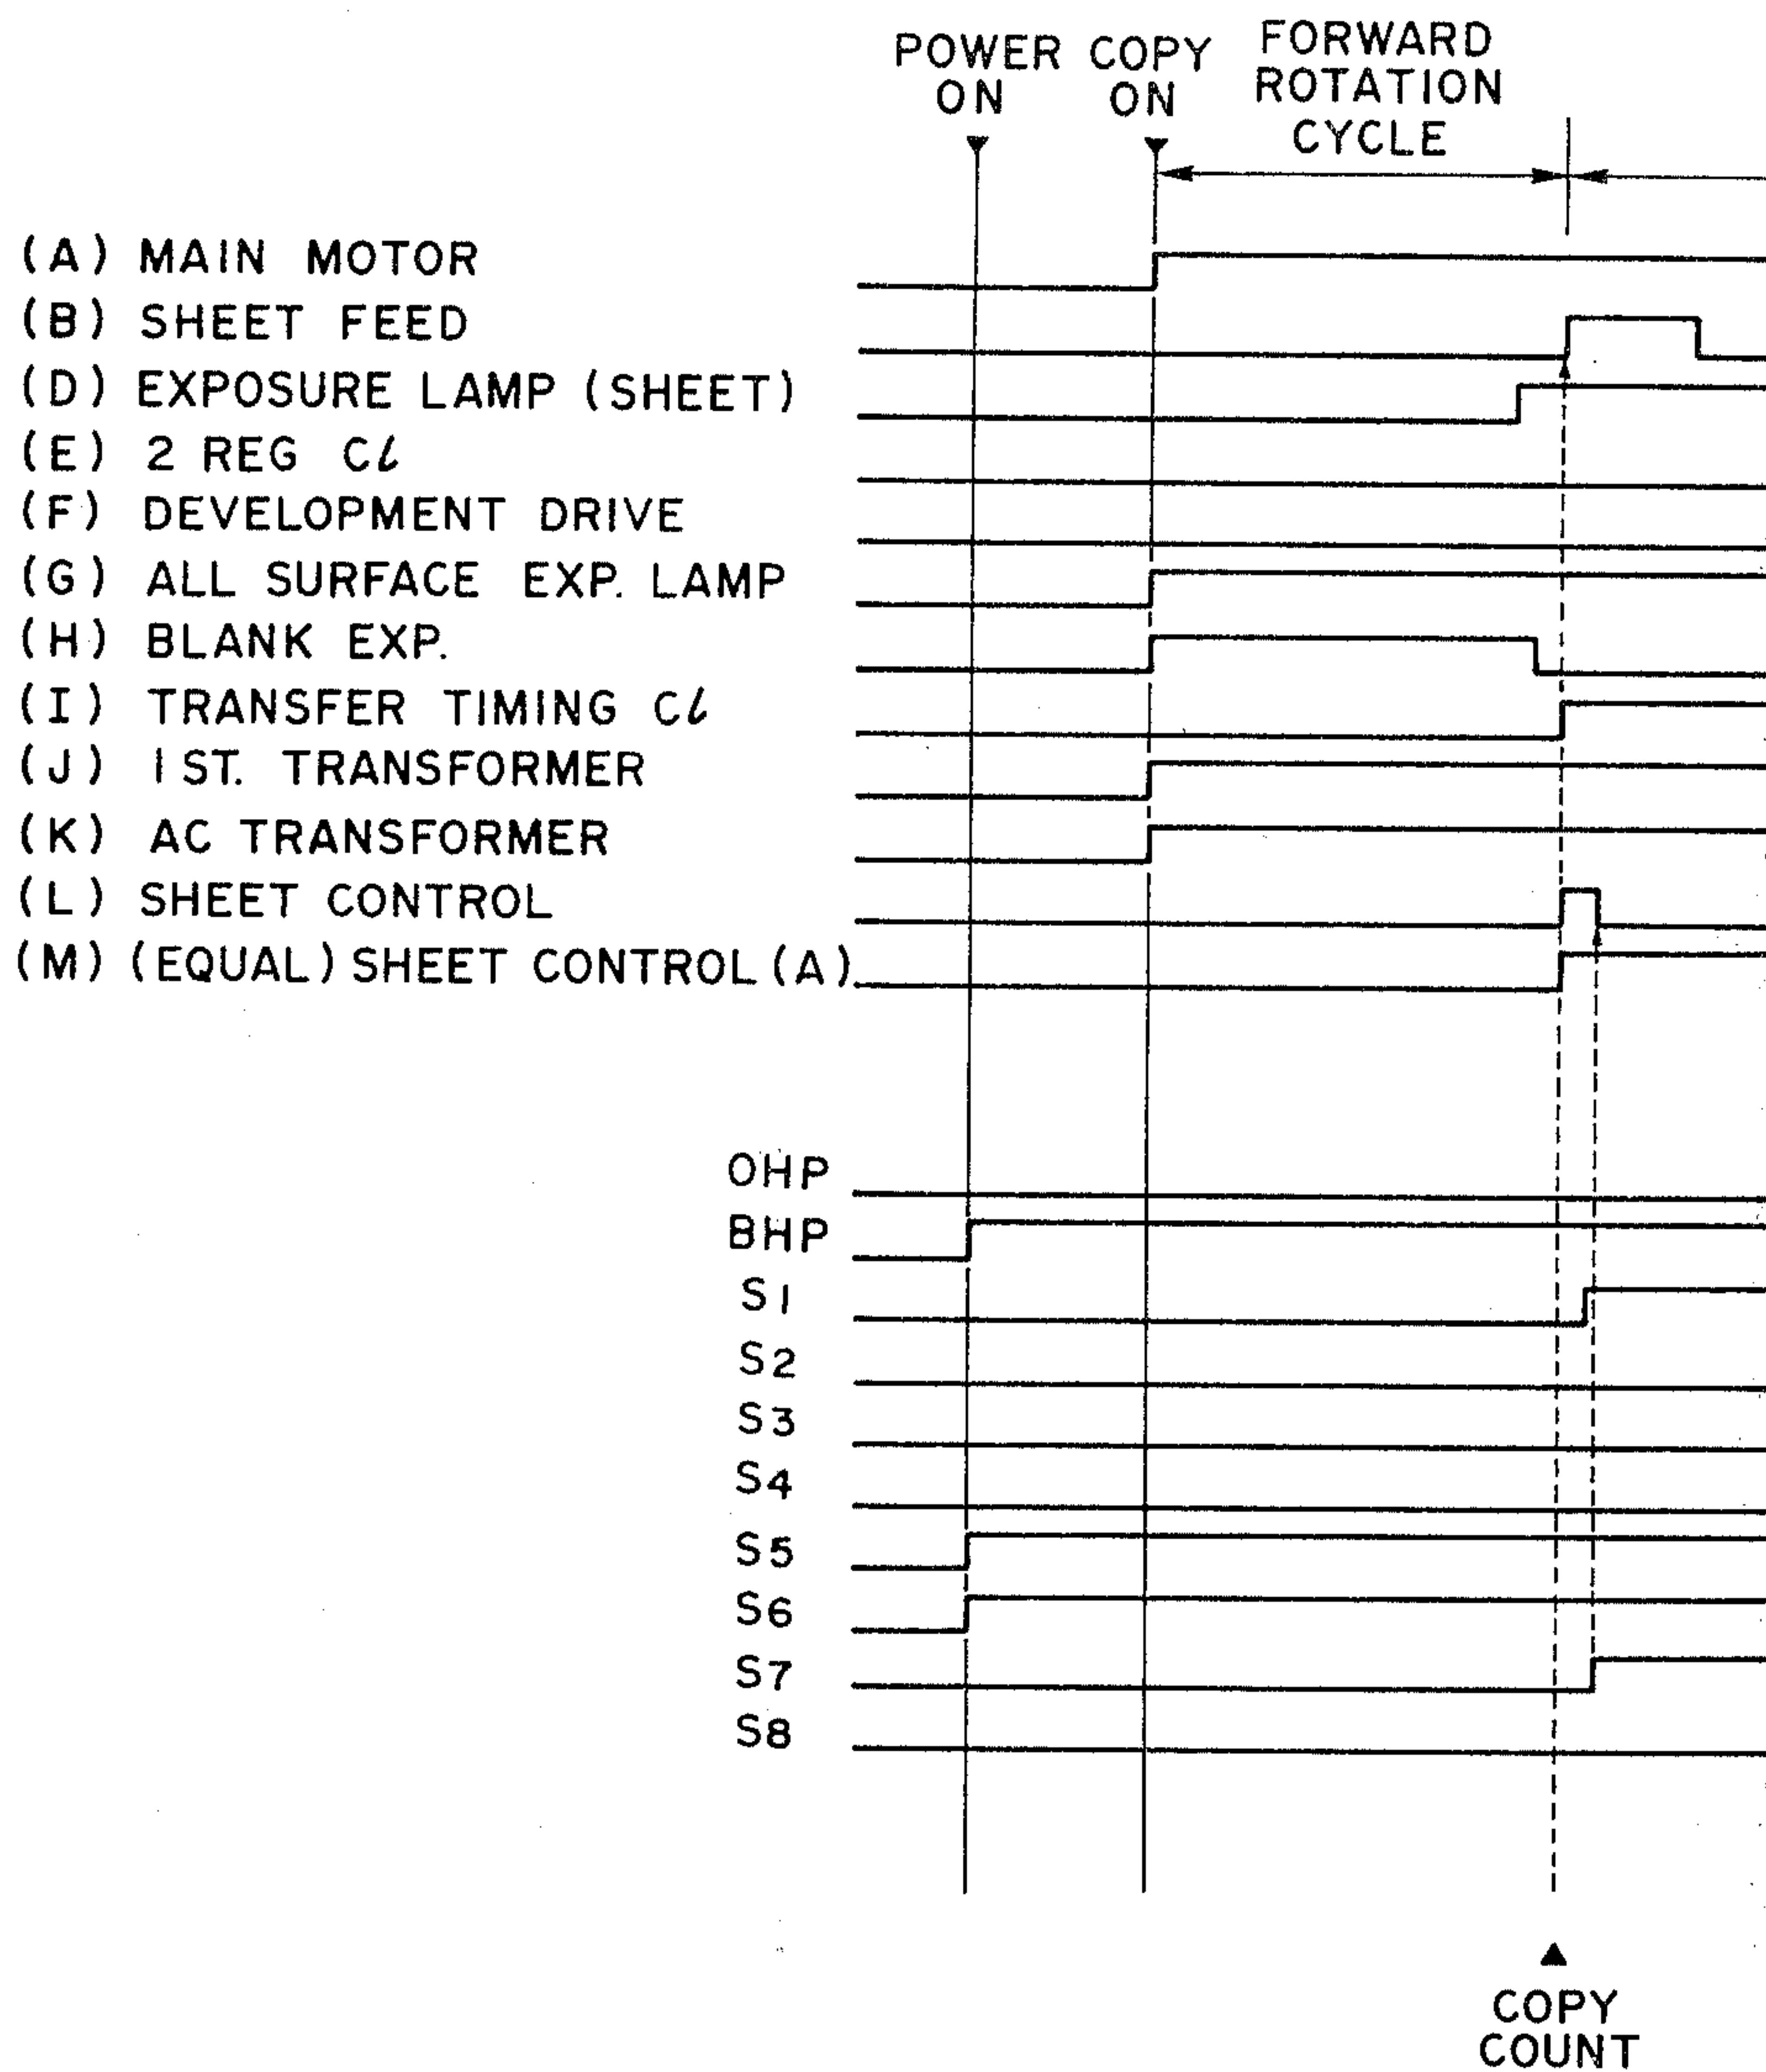 POWER ON
COPY ON
FORWARD ROTATION CYCLE
(A) MAIN MOTOR
(B) SHEET FEED
(D) EXPOSURE LAMP (SHEET)
(E) 2 REG Cℓ
(F) DEVELOPMENT DRIVE
(G) ALL SURFACE EXP. LAMP
(H) BLANK EXP.
(I) TRANSFER TIMING Cℓ
(J) 1ST. TRANSFORMER
(K) AC TRANSFORMER
(L) SHEET CONTROL
(M) (EQUAL) SHEET CONTROL (A)
OHP
BHP
S1
S2
S3
S4
S5
S6
S7
S8
COPY
COUNT